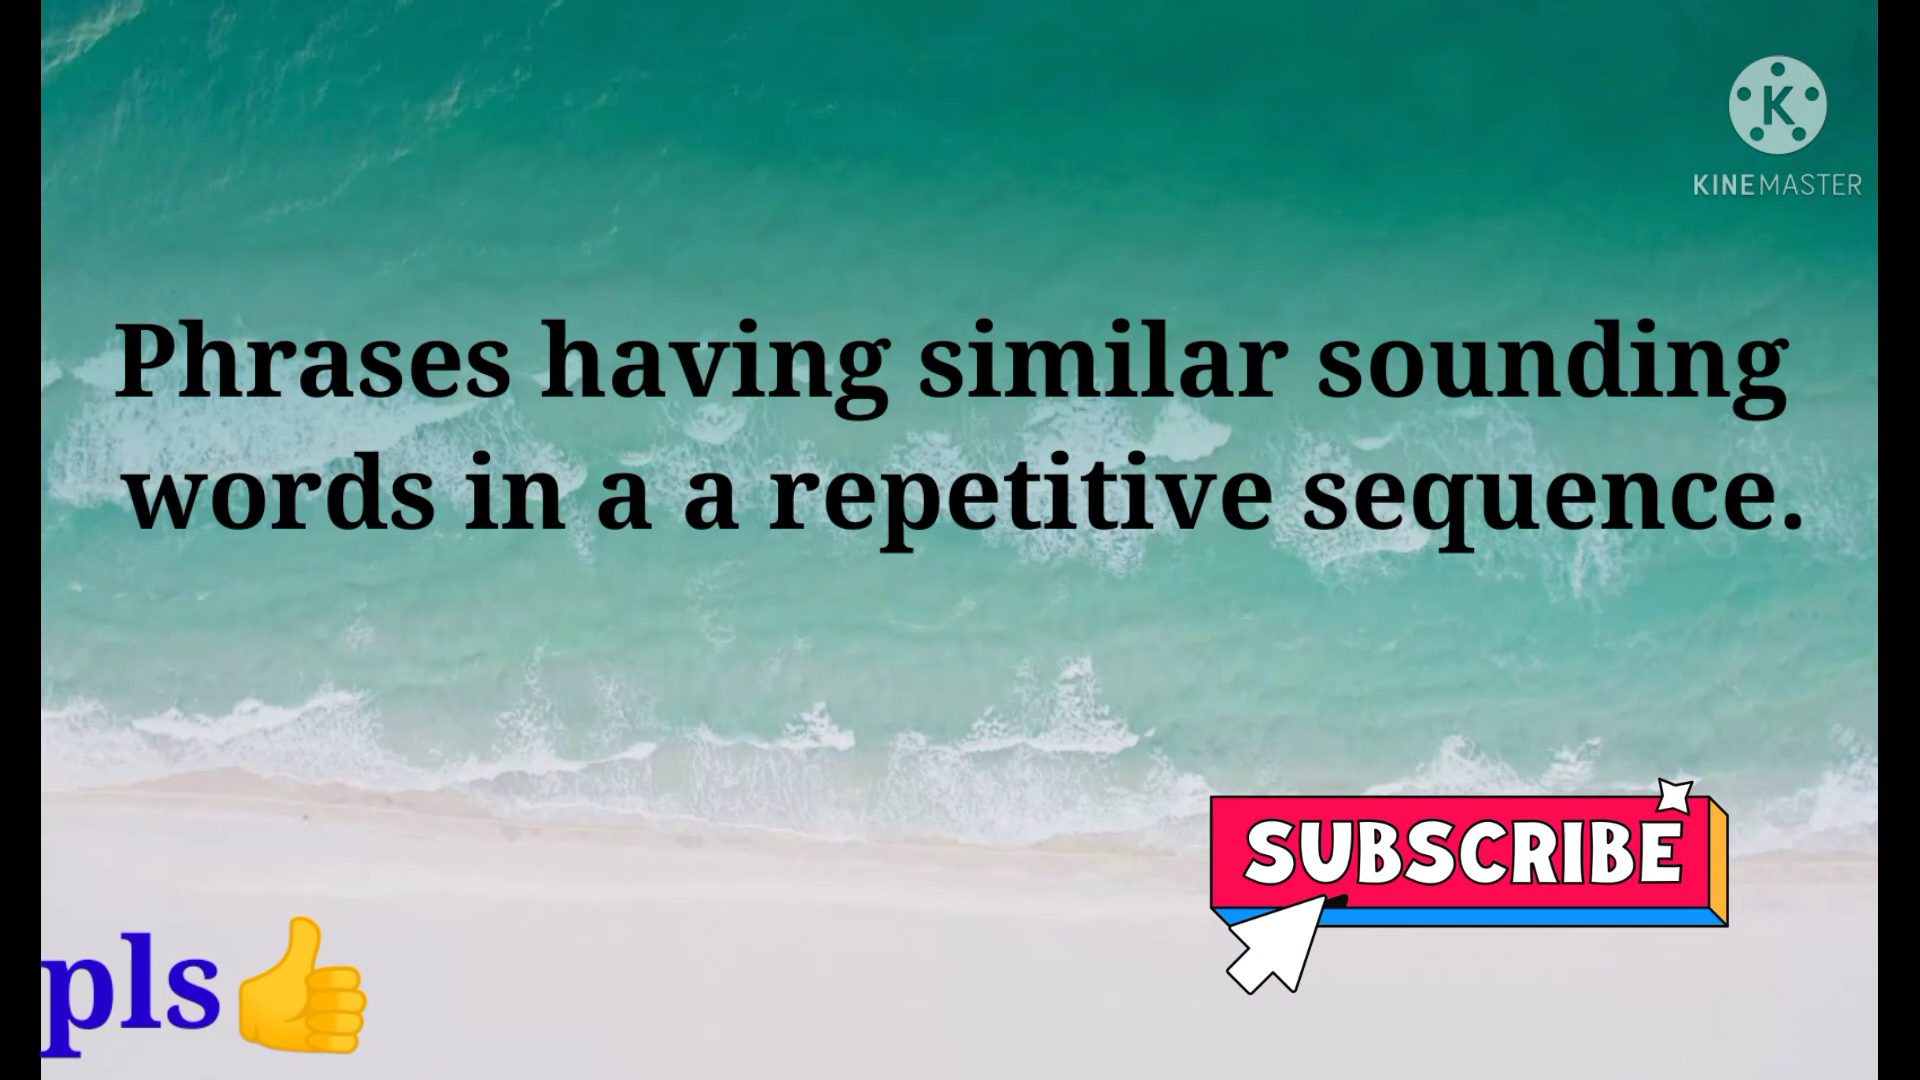 K
KINEMASTER
Phrases having similar sounding
words in a a repetitive sequence.
SUBSCRIBE
pls👍